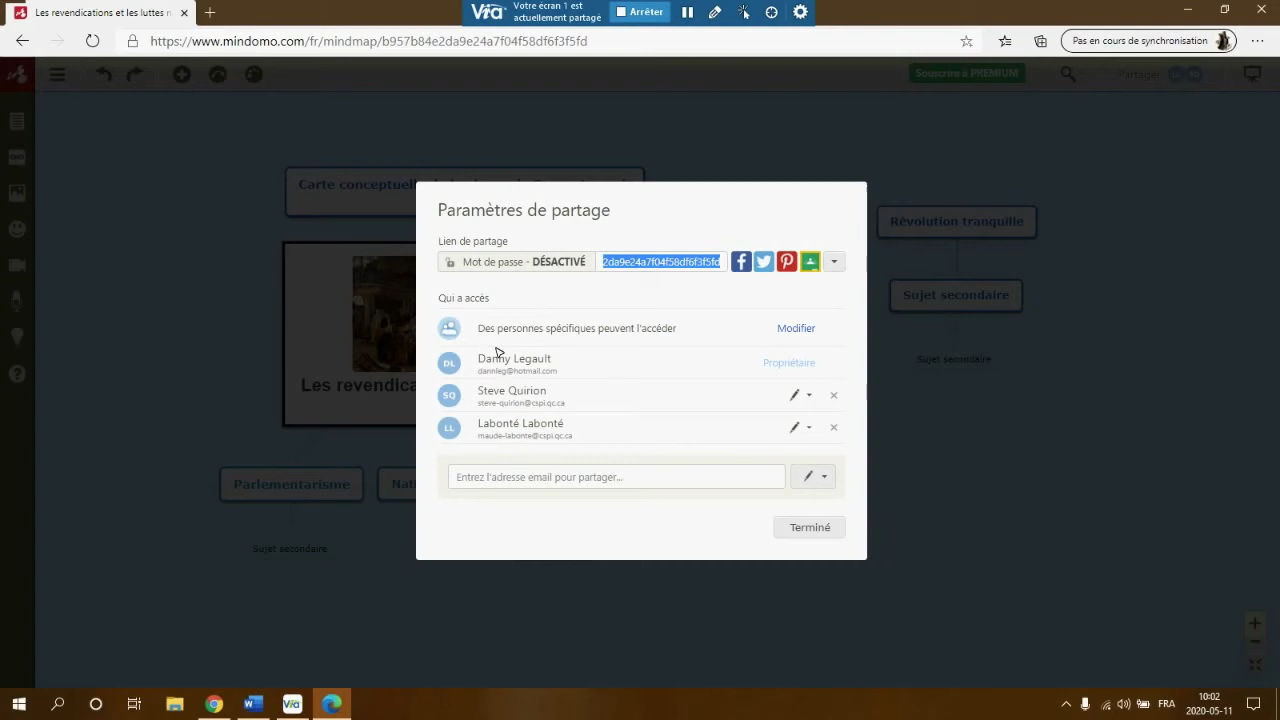 Les revendications et les luttes n
Via
Votre écran 1 est
actuellement partagé
Arrêter
https://www.mindomo.com/fr/mindmap/b957b84e2da9e24a7f04f58df6f3f5fd
Pas en cours de synchronisation
Souscrire à PREMIUM
Partager
Carte conceptuelle
Révolution tranquille
Sujet secondaire
Sujet secondaire
Les revendica
Parlementarisme
Nati
Sujet secondaire
Paramètres de partage
Lien de partage
Mot de passe - DÉSACTIVÉ
2da9e24a7f04f58df6f3f5fd
Qui a accès
Des personnes spécifiques peuvent l'accéder
Modifier
DL
Danny Legault
Propriétaire
dannleg@hotmail.com
SQ
Steve Quirion
steve-quirion@cspi.qc.ca
LL
Labonté Labonté
maude-labonte@cspi.qc.ca
Entrez l'adresse email pour partager...
Terminé
FRA
10:02
2020-05-11